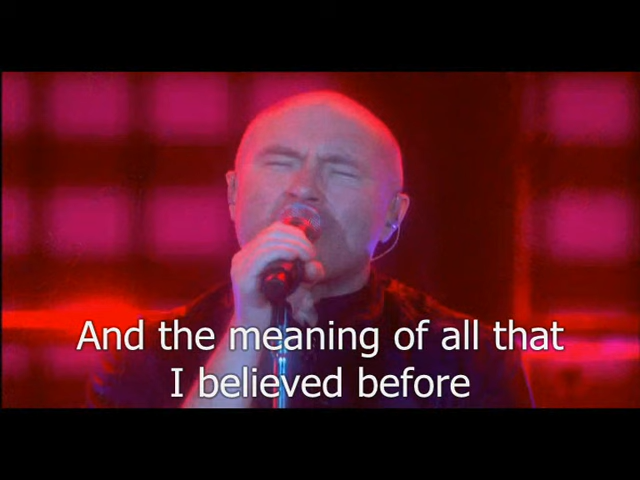 And the meaning of all that
I believed before